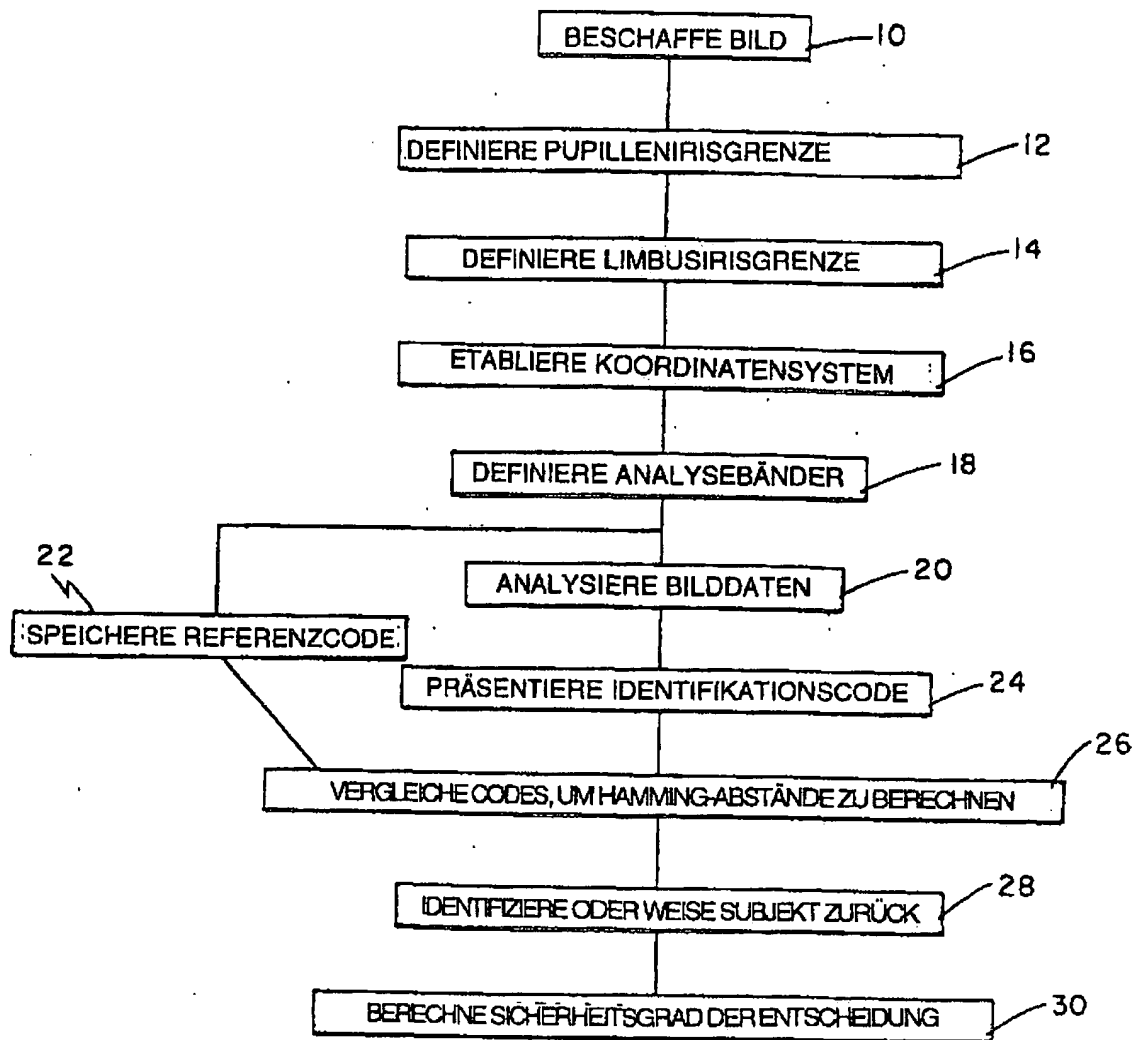 BESCHAFFE BILD 10
DEFINIERE PUPILLENIRISGRENZE 12
DEFINIERE LIMBUSIRISGRENZE 14
ETABLIERE KOORDINATENSYSTEM 16
DEFINIERE ANALYSEBÄNDER 18
22
ANALYSIERE BILDDATEN 20
SPEICHERE REFERENZCODE
PRÄSENTIERE IDENTIFIKATIONSCODE 24
26
VERGLEICHE CODES, UM HAMMING-ABSTÄNDE ZU BERECHNEN
IDENTIFIZIERE ODER WEISE SUBJEKT ZURÜCK 28
BERECHNE SICHERHEITSGRAD DER ENTSCHEIDUNG 30